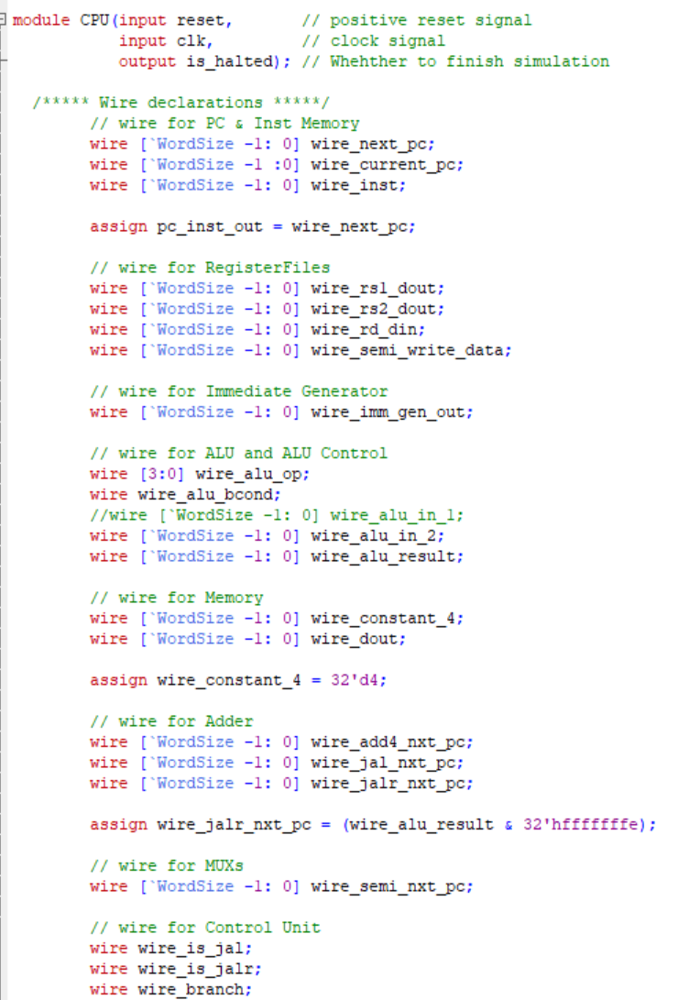 module CPU(input reset,       // positive reset signal
           input clk,         // clock signal
           output is_halted); // Whehther to finish simulation
  /***** Wire declarations *****/
        // wire for PC & Inst Memory
        wire [`WordSize -1: 0] wire_next_pc;
        wire [`WordSize -1 :0] wire_current_pc;
        wire [`WordSize -1: 0] wire_inst;
        assign pc_inst_out = wire_next_pc;
        // wire for RegisterFiles
        wire [`WordSize -1: 0] wire_rs1_dout;
        wire [`WordSize -1: 0] wire_rs2_dout;
        wire [`WordSize -1: 0] wire_rd_din;
        wire [`WordSize -1: 0] wire_semi_write_data;
        // wire for Immediate Generator
        wire [`WordSize -1: 0] wire_imm_gen_out;
        // wire for ALU and ALU Control
        wire [3:0] wire_alu_op;
        wire wire_alu_bcond;
        //wire [`WordSize -1: 0] wire_alu_in_1;
        wire [`WordSize -1: 0] wire_alu_in_2;
        wire [`WordSize -1: 0] wire_alu_result;
        // wire for Memory
        wire [`WordSize -1: 0] wire_constant_4;
        wire [`WordSize -1: 0] wire_dout;
        assign wire_constant_4 = 32'd4;
        // wire for Adder
        wire [`WordSize -1: 0] wire_add4_nxt_pc;
        wire [`WordSize -1: 0] wire_jal_nxt_pc;
        wire [`WordSize -1: 0] wire_jalr_nxt_pc;
        assign wire_jalr_nxt_pc = (wire_alu_result & 32'hfffffffe);
        // wire for MUXs
        wire [`WordSize -1: 0] wire_semi_nxt_pc;
        // wire for Control Unit
        wire wire_is_jal;
        wire wire_is_jalr;
        wire wire_branch;